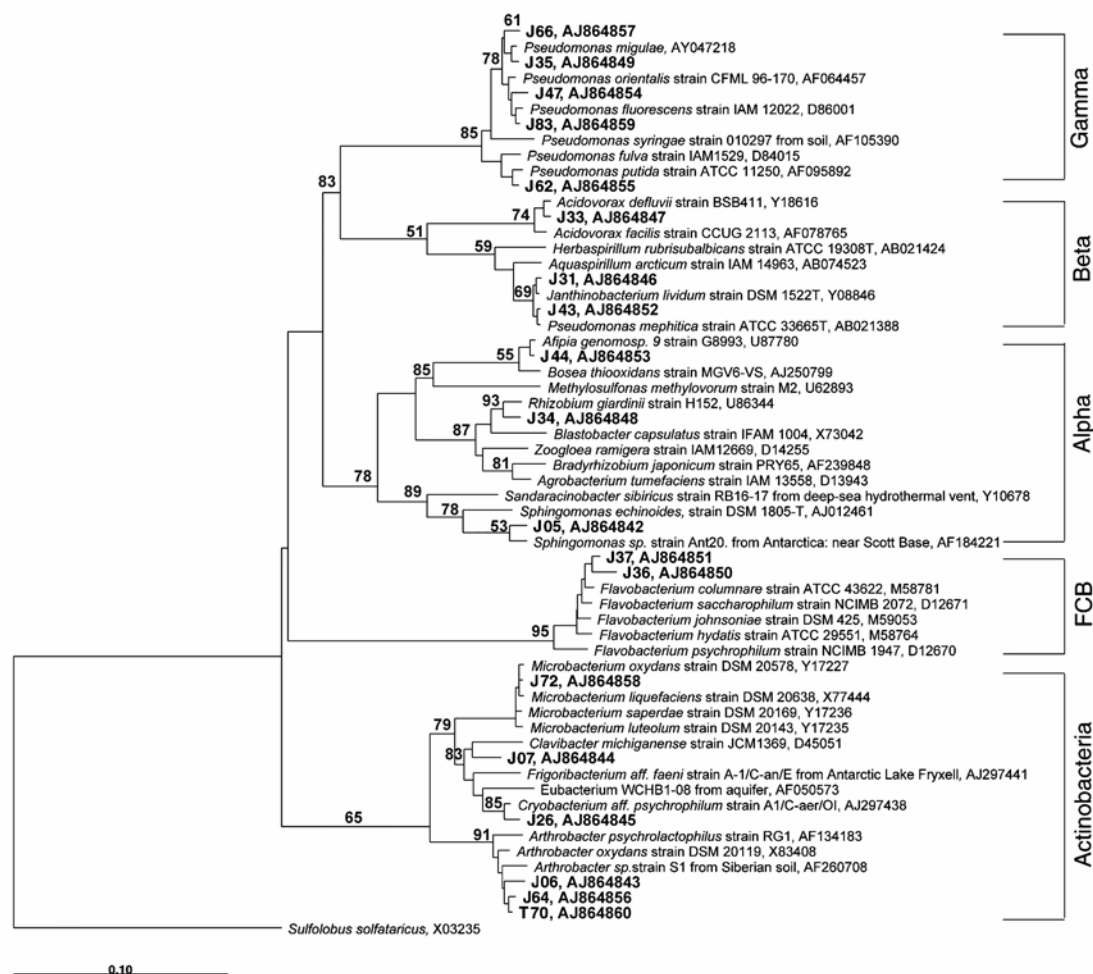 61
J66, AJ864857
Pseudomonas migulae, AY047218
78
J35, AJ864849
Pseudomonas orientalis strain CFML 96-170, AF064457
J47, AJ864854
Pseudomonas fluorescens strain IAM 12022, D86001
J83, AJ864859
85
Pseudomonas syringae strain 010297 from soil, AF105390
Pseudomonas fulva strain IAM1529, D84015
Pseudomonas putida strain ATCC 11250, AF095892
83
J62, AJ864855
Gamma
Acidovorax defluvii strain BSB411, Y18616
74
J33, AJ864847
51
Acidovorax facilis strain CCUG 2113, AF078765
59
Herbaspirillum rubrisubalbicans strain ATCC 19308T, AB021424
Aquaspirillum arcticum strain IAM 14963, AB074523
J31, AJ864846
69
Janthinobacterium lividum strain DSM 1522T, Y08846
J43, AJ864852
Pseudomonas mephitica strain ATCC 33665T, AB021388
Beta
Afipia genomosp. 9 strain G8993, U87780
55
J44, AJ864853
85
Bosea thiooxidans strain MGV6-VS, AJ250799
Methylosulfonas methylovorum strain M2, U62893
93
Rhizobium giardinii strain H152, U86344
J34, AJ864848
87
Blastobacter capsulatus strain IFAM 1004, X73042
Zoogloea ramigera strain IAM12669, D14255
81
Bradyrhizobium japonicum strain PRY65, AF239848
78
Agrobacterium tumefaciens strain IAM 13558, D13943
89
Sandaracinobacter sibiricus strain RB16-17 from deep-sea hydrothermal vent, Y10678
78
Sphingomonas echinoides, strain DSM 1805-T, AJ012461
53
J05, AJ864842
Sphingomonas sp. strain Ant20. from Antarctica: near Scott Base, AF184221
Alpha
J37, AJ864851
J36, AJ864850
Flavobacterium columnare strain ATCC 43622, M58781
Flavobacterium saccharophilum strain NCIMB 2072, D12671
Flavobacterium johnsoniae strain DSM 425, M59053
95
Flavobacterium hydatis strain ATCC 29551, M58764
Flavobacterium psychrophilum strain NCIMB 1947, D12670
FCB
Microbacterium oxydans strain DSM 20578, Y17227
J72, AJ864858
Microbacterium liquefaciens strain DSM 20638, X77444
Microbacterium saperdae strain DSM 20169, Y17236
79
Microbacterium luteolum strain DSM 20143, Y17235
Clavibacter michiganense strain JCM1369, D45051
83
J07, AJ864844
Frigoribacterium aff. faeni strain A-1/C-an/E from Antarctic Lake Fryxell, AJ297441
Eubacterium WCHB1-08 from aquifer, AF050573
85
Cryobacterium aff. psychrophilum strain A1/C-aer/OI, AJ297438
65
J26, AJ864845
91
Arthrobacter psychrolactophilus strain RG1, AF134183
Arthrobacter oxydans strain DSM 20119, X83408
Arthrobacter sp.strain S1 from Siberian soil, AF260708
J06, AJ864843
J64, AJ864856
T70, AJ864860
Actinobacteria
Sulfolobus solfataricus, X03235
0.10